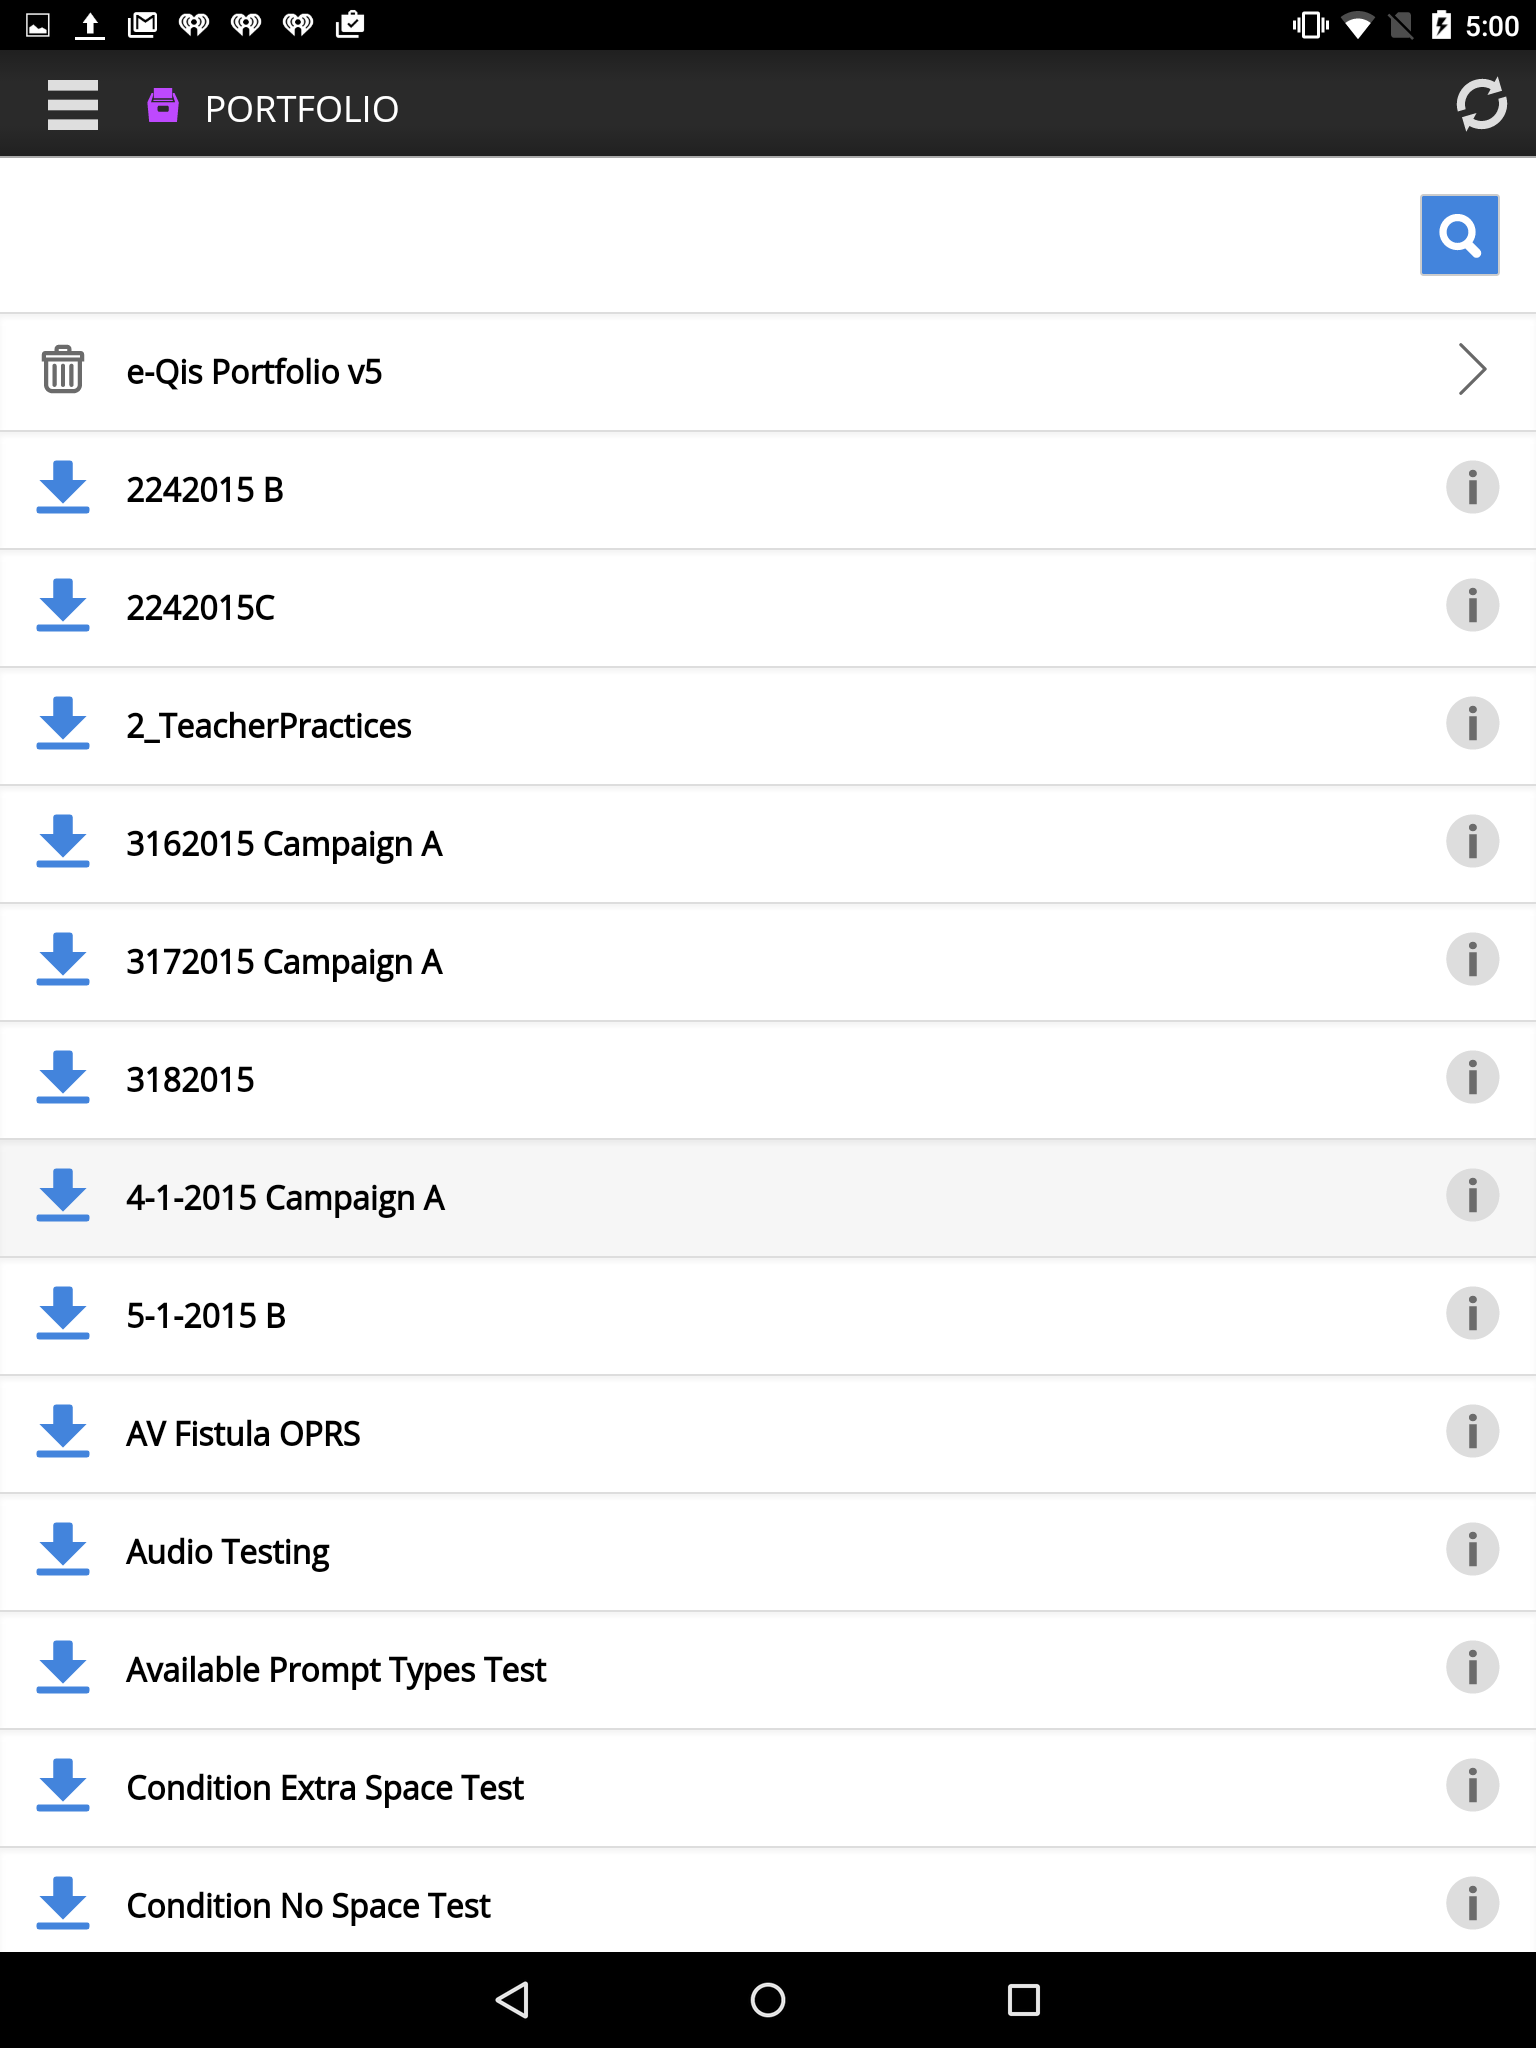 5:00
PORTFOLIO
e-Qis Portfolio v5
2242015 B
2242015C
2_TeacherPractices
3162015 Campaign A
3172015 Campaign A
3182015
4-1-2015 Campaign A
5-1-2015 B
AV Fistula OPRS
Audio Testing
Available Prompt Types Test
Condition Extra Space Test
Condition No Space Test